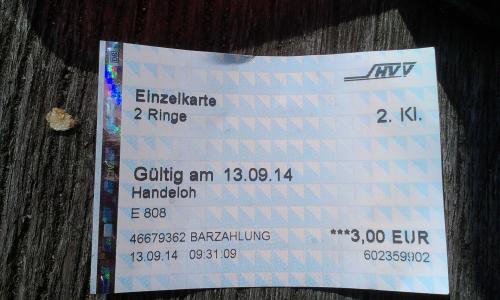 HVV
Einzelkarte
2 Ringe 2. Kl.
Gültig am 13.09.14
Handeloh
E 808
46679362 BARZAHLUNG ***3,00 EUR
13.09.14 09:31:09 602359902